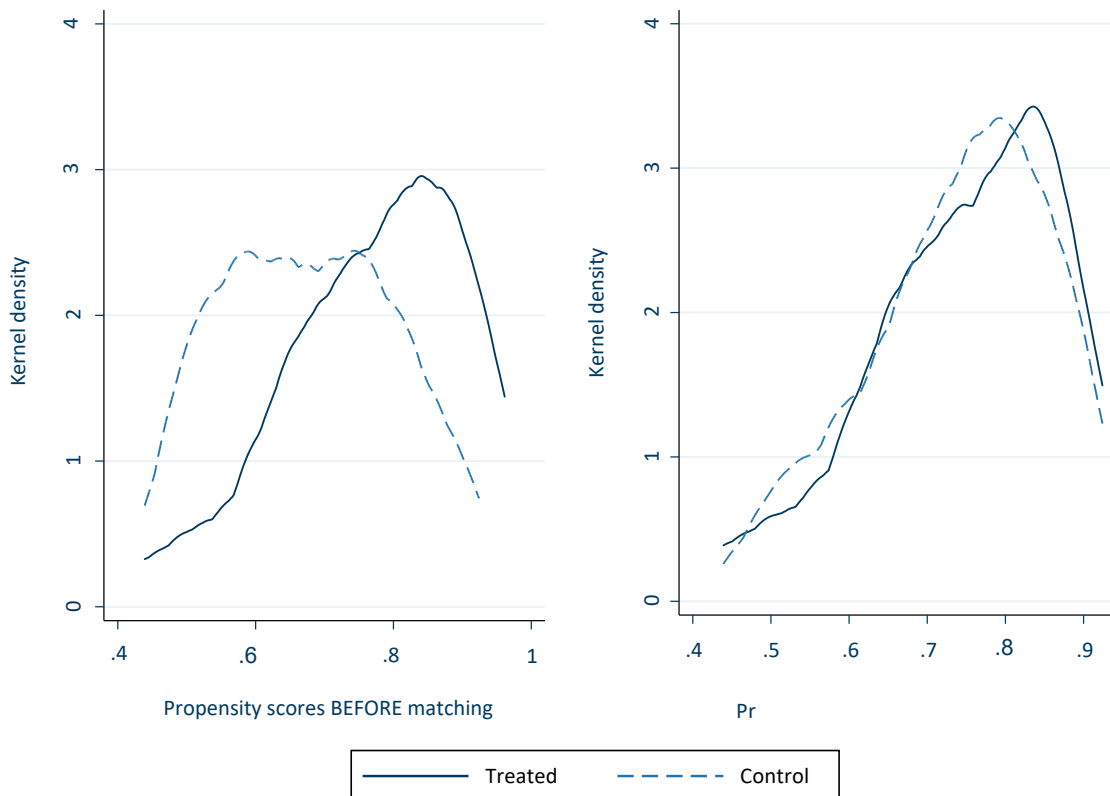 4
3
2
1
0
Kernel density
.4 .6 .8 1
Propensity scores BEFORE matching
4
3
2
1
0
Kernel density
.4 .5 .6 .7 .8 .9
Pr
Treated Control